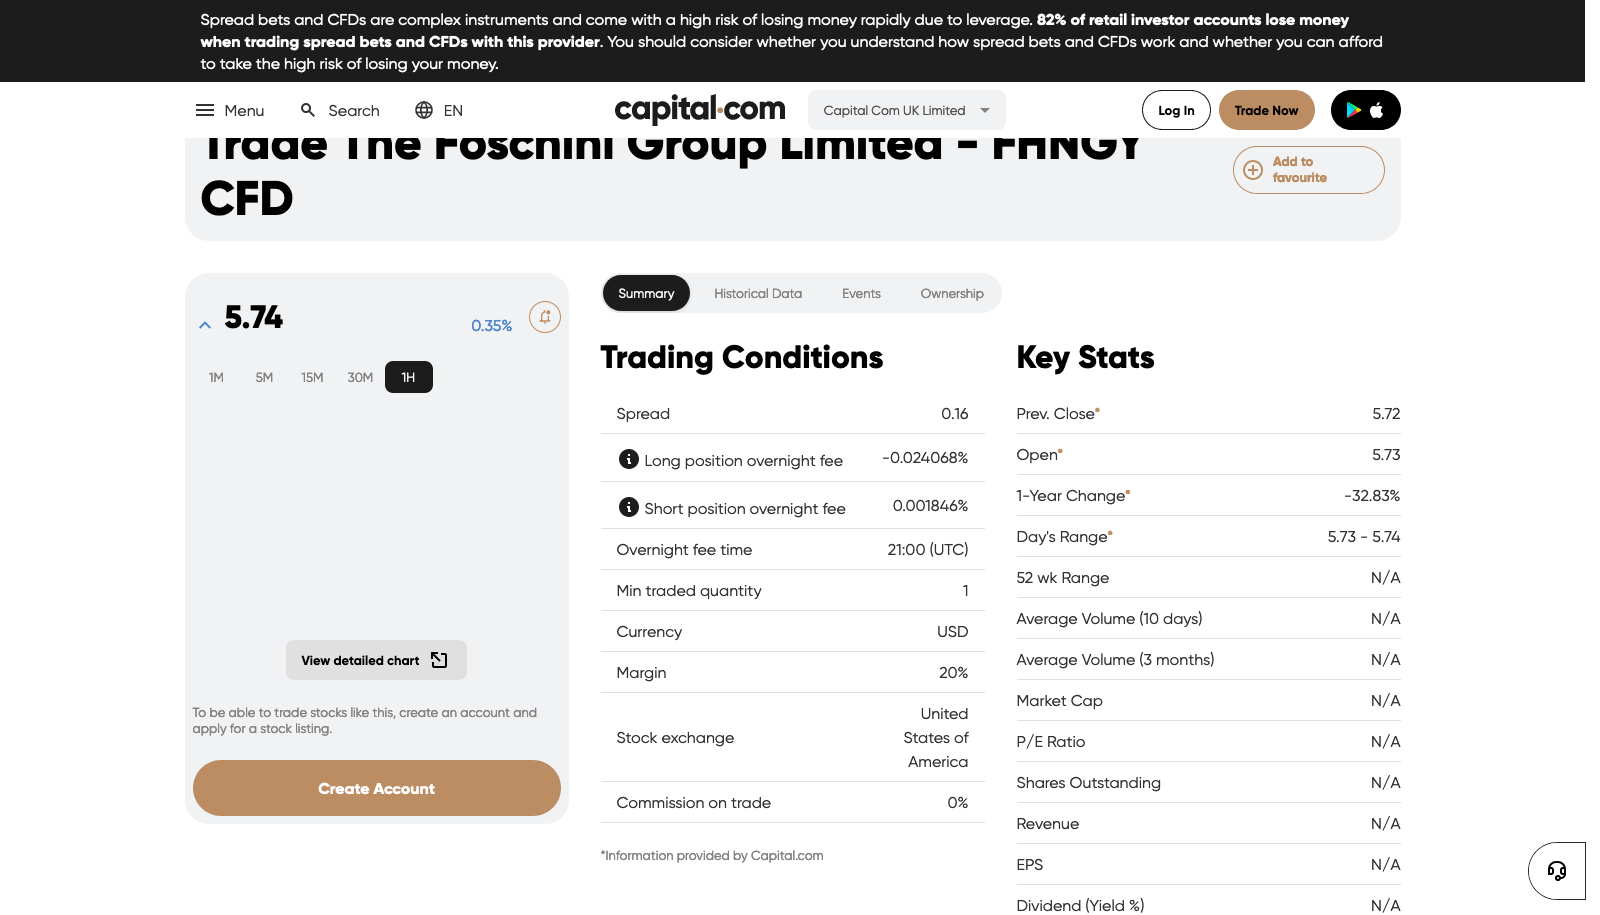 Spread bets and CFDs are complex instruments and come with a high risk of losing money rapidly due to leverage. 82% of retail investor accounts lose money
when trading spread bets and CFDs with this provider. You should consider whether you understand how spread bets and CFDs work and whether you can afford
to take the high risk of losing your money.
Menu
Search
EN
capital.com
Capital Com UK Limited
Log In
Trade Now
Trade The Foschini Group Limited - FHNGY
CFD
Add to
favourite
5.74
0.35%
1M 5M 15M 30M 1H
View detailed chart
To be able to trade stocks like this, create an account and
apply for a stock listing.
Create Account
Summary Historical Data Events Ownership
Trading Conditions
Spread 0.16
Long position overnight fee -0.024068%
Short position overnight fee 0.001846%
Overnight fee time 21:00 (UTC)
Min traded quantity 1
Currency USD
Margin 20%
Stock exchange United
States of
America
Commission on trade 0%
*Information provided by Capital.com
Key Stats
Prev. Close* 5.72
Open* 5.73
1-Year Change* -32.83%
Day's Range* 5.73 - 5.74
52 wk Range N/A
Average Volume (10 days) N/A
Average Volume (3 months) N/A
Market Cap N/A
P/E Ratio N/A
Shares Outstanding N/A
Revenue N/A
EPS N/A
Dividend (Yield %) N/A